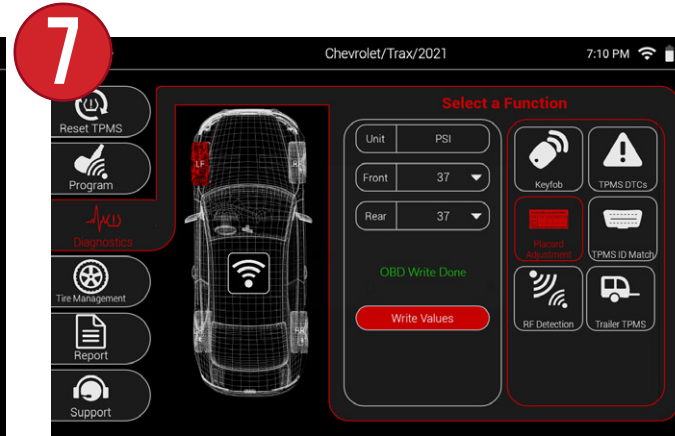 7
Chevrolet/Trax/2021
7:10 PM
Reset TPMS
Program
Diagnostics
Tire Management
Report
Support
LF
Select a Function
Unit PSI
Front 37
Rear 37
OBD Write Done
Write Values
Keyfob
TPMS DTCs
Placard
Adjustment
TPMS ID Match
RF Detection
Trailer TPMS